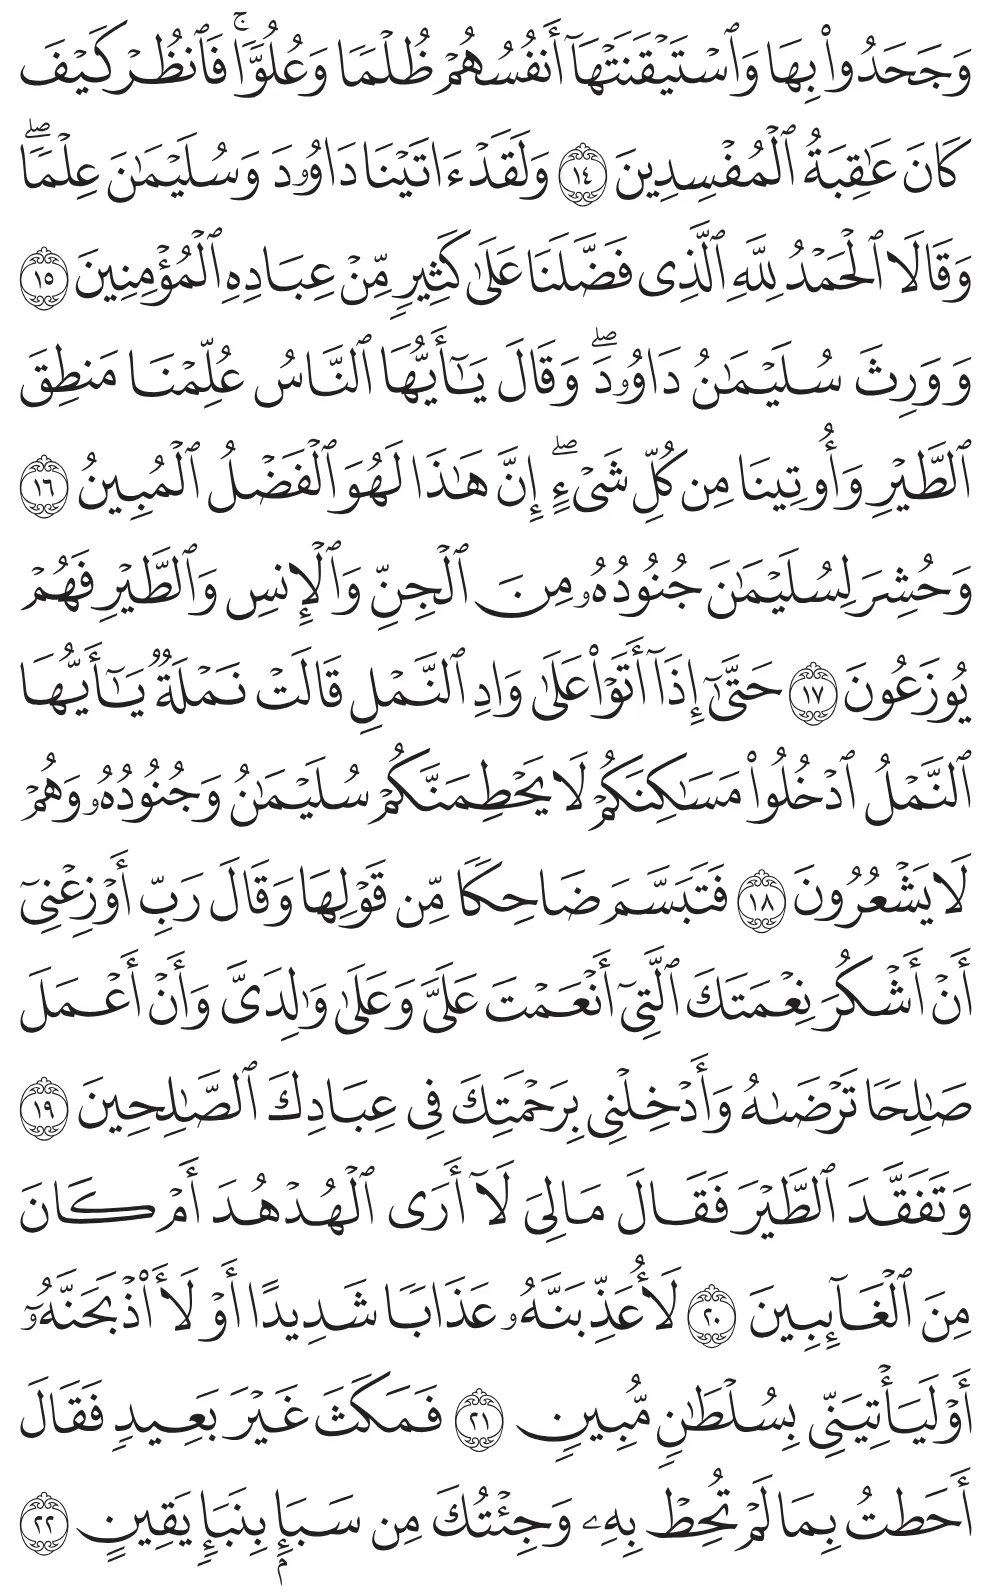 وَجَحَدُوا۟ بِهَا وَٱسْتَيْقَنَتْهَآ أَنفُسُهُمْ ظُلْمًا وَعُلُوًّا ۚ فَٱنظُرْ كَيْفَ
كَانَ عَٰقِبَةُ ٱلْمُفْسِدِينَ ١٤ وَلَقَدْ ءَاتَيْنَا دَاوُۥدَ وَسُلَيْمَٰنَ عِلْمًا ۖ
وَقَالَا ٱلْحَمْدُ لِلَّهِ ٱلَّذِى فَضَّلَنَا عَلَىٰ كَثِيرٍ مِّنْ عِبَادِهِ ٱلْمُؤْمِنِينَ ١٥
وَوَرِثَ سُلَيْمَٰنُ دَاوُۥدَ ۖ وَقَالَ يَٰٓأَيُّهَا ٱلنَّاسُ عُلِّمْنَا مَنطِقَ
ٱلطَّيْرِ وَأُوتِينَا مِن كُلِّ شَىْءٍ ۖ إِنَّ هَٰذَا لَهُوَ ٱلْفَضْلُ ٱلْمُبِينُ ١٦
وَحُشِرَ لِسُلَيْمَٰنَ جُنُودُهُۥ مِنَ ٱلْجِنِّ وَٱلْإِنسِ وَٱلطَّيْرِ فَهُمْ
يُوزَعُونَ ١٧ حَتَّىٰٓ إِذَآ أَتَوْا۟ عَلَىٰ وَادِ ٱلنَّمْلِ قَالَتْ نَمْلَةٌ يَٰٓأَيُّهَا
ٱلنَّمْلُ ٱدْخُلُوا۟ مَسَٰكِنَكُمْ لَا يَحْطِمَنَّكُمْ سُلَيْمَٰنُ وَجُنُودُهُۥ وَهُمْ
لَا يَشْعُرُونَ ١٨ فَتَبَسَّمَ ضَاحِكًا مِّن قَوْلِهَا وَقَالَ رَبِّ أَوْزِعْنِىٓ
أَنْ أَشْكُرَ نِعْمَتَكَ ٱلَّتِىٓ أَنْعَمْتَ عَلَىَّ وَعَلَىٰ وَٰلِدَىَّ وَأَنْ أَعْمَلَ
صَٰلِحًا تَرْضَىٰهُ وَأَدْخِلْنِى بِرَحْمَتِكَ فِى عِبَادِكَ ٱلصَّٰلِحِينَ ١٩
وَتَفَقَّدَ ٱلطَّيْرَ فَقَالَ مَا لِىَ لَآ أَرَى ٱلْهُدْهُدَ أَمْ كَانَ
مِنَ ٱلْغَآئِبِينَ ٢٠ لَأُعَذِّبَنَّهُۥ عَذَابًا شَدِيدًا أَوْ لَأَا۟ذْبَحَنَّهُۥٓ
أَوْ لَيَأْتِيَنِّى بِسُلْطَٰنٍ مُّبِينٍ ٢١ فَمَكَثَ غَيْرَ بَعِيدٍ فَقَالَ
أَحَطتُ بِمَا لَمْ تُحِطْ بِهِۦ وَجِئْتُكَ مِن سَبَإٍۭ بِنَبَإٍ يَقِينٍ ٢٢